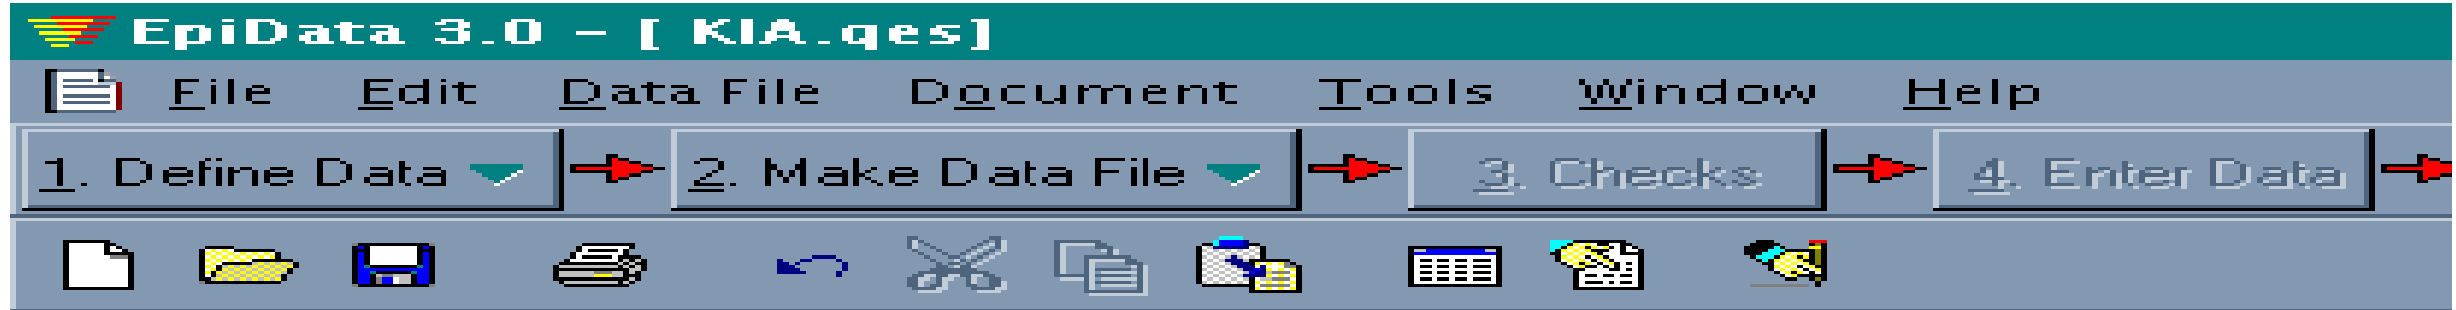 EpiData 3.0 - [ KIA.qes]
File Edit Data File Document Tools Window Help
1. Define Data 2. Make Data File 3. Checks 4. Enter Data